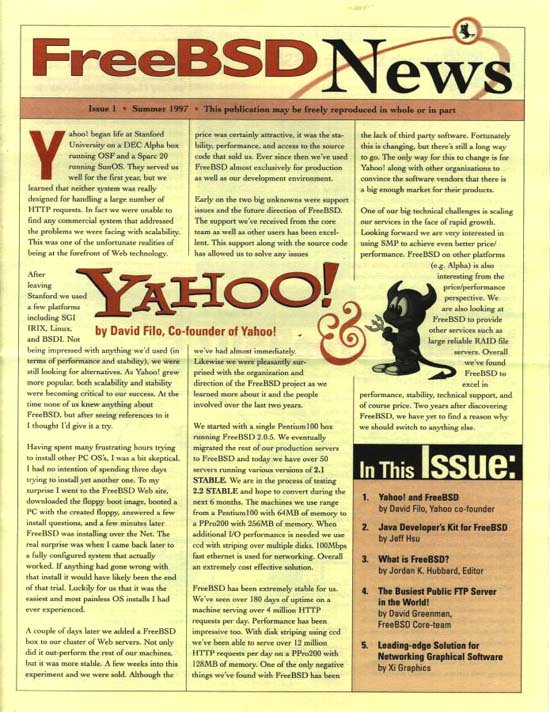 FreeBSD News
Issue 1 • Summer 1997 • This publication may be freely reproduced in whole or in part
Yahoo! began life at Stanford
University on a DEC Alpha box
running OSF and a Sparc 20
running SunOS. They served us
well for the first year, but we
learned that neither system was really
designed for handling a large number of
HTTP requests. In fact we were unable to
find any commercial system that addressed
the problems we were facing with scalability.
This was one of the unfortunate realities of
being at the forefront of Web technology.
After
leaving
Stanford we used
a few platforms
including SGI
IRIX, Linux,
and BSDI. Not
being impressed with anything we'd used (in
terms of performance and stability), we were
still looking for alternatives. As Yahoo! grew
more popular, both scalability and stability
were becoming critical to our success. At the
time none of us knew anything about
FreeBSD, but after seeing references to it
I thought I'd give it a try.
Having spent many frustrating hours trying
to install other PC OS's, I was a bit skeptical.
I had no intention of spending three days
trying to install yet another one. To my
surprise I went to the FreeBSD Web site,
downloaded the floppy boot image, booted a
PC with the created floppy, answered a few
install questions, and a few minutes later
FreeBSD was installing over the Net. The
real surprise was when I came back later to
a fully configured system that actually
worked. If anything had gone wrong with
that install it would have likely been the end
of that trial. Luckily for us that it was the
easiest and most painless OS installs I had
ever experienced.
A couple of days later we added a FreeBSD
box to our cluster of Web servers. Not only
did it out-perform the rest of our machines,
but it was more stable. A few weeks into this
experiment and we were sold. Although the
price was certainly attractive, it was the sta-
bility, performance, and access to the source
code that sold us. Ever since then we've used
FreeBSD almost exclusively for production
as well as our development environment.
Early on the two big unknowns were support
issues and the future direction of FreeBSD.
The support we've received from the core
team as well as other users has been excel-
lent. This support along with the source code
has allowed us to solve any issues
YAHOO!
by David Filo, Co-founder of Yahoo!
&
we've had almost immediately.
Likewise we were pleasantly sur-
prised with the organization and
direction of the FreeBSD project as we
learned more about it and the people
involved over the last two years.
We started with a single Pentium100 box
running FreeBSD 2.0.5. We eventually
migrated the rest of our production servers
to FreeBSD and today we have over 50
servers running various versions of 2.1
STABLE. We are in the process of testing
2.2 STABLE and hope to convert during the
next 6 months. The machines we use range
from a Pentium100 with 64MB of memory to
a PPro200 with 256MB of memory. When
additional I/O performance is needed we use
ccd with striping over multiple disks. 100Mbps
fast ethernet is used for networking. Overall
an extremely cost effective solution.
FreeBSD has been extremely stable for us.
We've seen over 180 days of uptime on a
machine serving over 4 million HTTP
requests per day. Performance has been
impressive too. With disk striping using ccd
we've been able to serve over 12 million
HTTP requests per day on a PPro200 with
128MB of memory. One of the only negative
things we've found with FreeBSD has been
the lack of third party software. Fortunately
this is changing, but there's still a long way
to go. The only way for this to change is for
Yahoo! along with other organizations to
convince the software vendors that there is
a big enough market for their products.
One of our big technical challenges is scaling
our services in the face of rapid growth.
Looking forward we are very interested in
using SMP to achieve even better price/
performance. FreeBSD on other platforms
(e.g. Alpha) is also
interesting from the
price/performance
perspective. We
are also looking at
FreeBSD to provide
other services such as
large reliable RAID file
servers. Overall
we've found
FreeBSD to
excel in
performance, stability, technical support, and
of course price. Two years after discovering
FreeBSD, we have yet to find a reason why
we should switch to anything else.
In This Issue:
1. Yahoo! and FreeBSD
by David Filo, Yahoo co-founder
2. Java Developer's Kit for FreeBSD
by Jeff Hsu
3. What is FreeBSD?
by Jordan K. Hubbard, Editor
4. The Busiest Public FTP Server
in the World!
by David Greenman,
FreeBSD Core-team
5. Leading-edge Solution for
Networking Graphical Software
by Xi Graphics